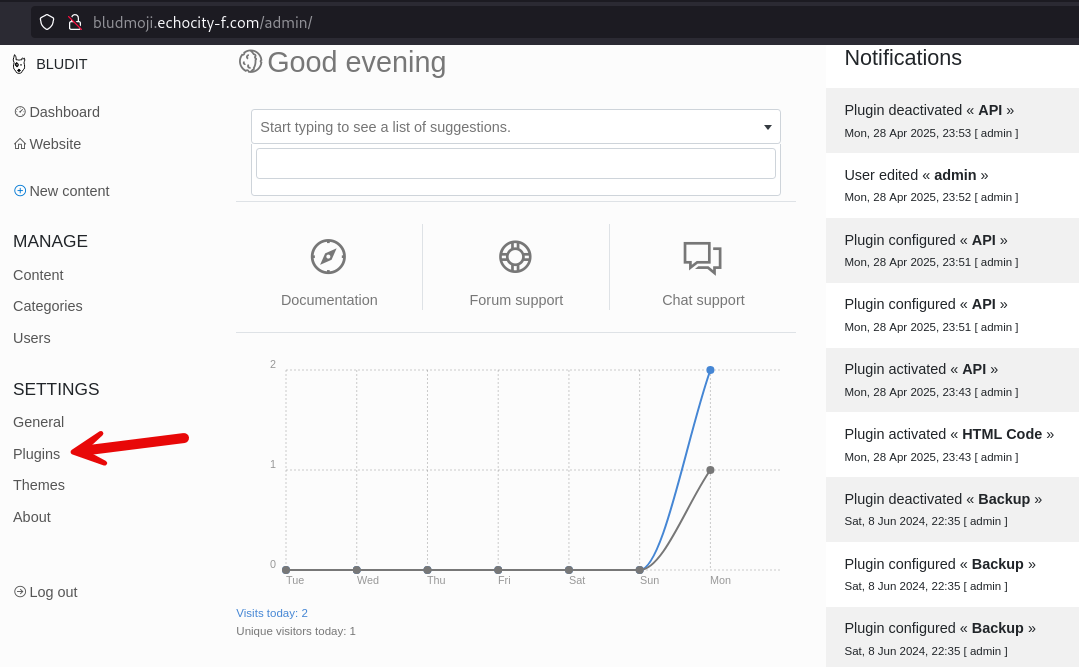 bludmoji.echocity-f.com/admin/
BLUDIT
Dashboard
Website
New content
MANAGE
Content
Categories
Users
SETTINGS
General
Plugins
Themes
About
Log out
Good evening
Start typing to see a list of suggestions.
Documentation
Forum support
Chat support
2
1
0
Tue Wed Thu Fri Sat Sun Mon
Visits today: 2
Unique visitors today: 1
Notifications
Plugin deactivated « API »
Mon, 28 Apr 2025, 23:53 [ admin ]
User edited « admin »
Mon, 28 Apr 2025, 23:52 [ admin ]
Plugin configured « API »
Mon, 28 Apr 2025, 23:51 [ admin ]
Plugin configured « API »
Mon, 28 Apr 2025, 23:51 [ admin ]
Plugin activated « API »
Mon, 28 Apr 2025, 23:43 [ admin ]
Plugin activated « HTML Code »
Mon, 28 Apr 2025, 23:43 [ admin ]
Plugin deactivated « Backup »
Sat, 8 Jun 2024, 22:35 [ admin ]
Plugin configured « Backup »
Sat, 8 Jun 2024, 22:35 [ admin ]
Plugin configured « Backup »
Sat, 8 Jun 2024, 22:35 [ admin ]